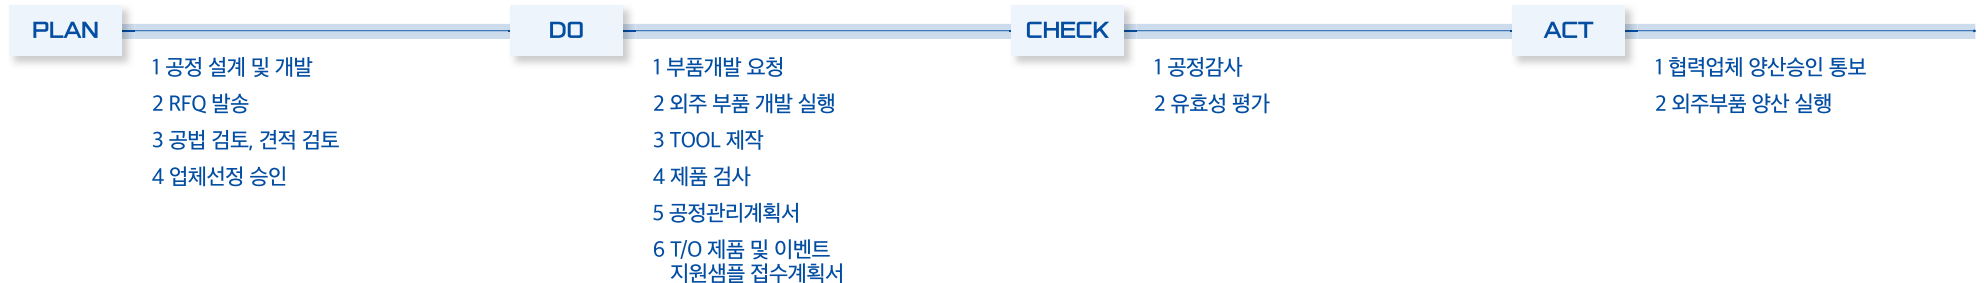 PLAN
1 공정 설계 및 개발
2 RFQ 발송
3 공법 검토, 견적 검토
4 업체선정 승인
DO
1 부품개발 요청
2 외주 부품 개발 실행
3 TOOL 제작
4 제품 검사
5 공정관리계획서
6 T/O 제품 및 이벤트
지원샘플 접수계획서
CHECK
1 공정감사
2 유효성 평가
ACT
1 협력업체 양산승인 통보
2 외주부품 양산 실행